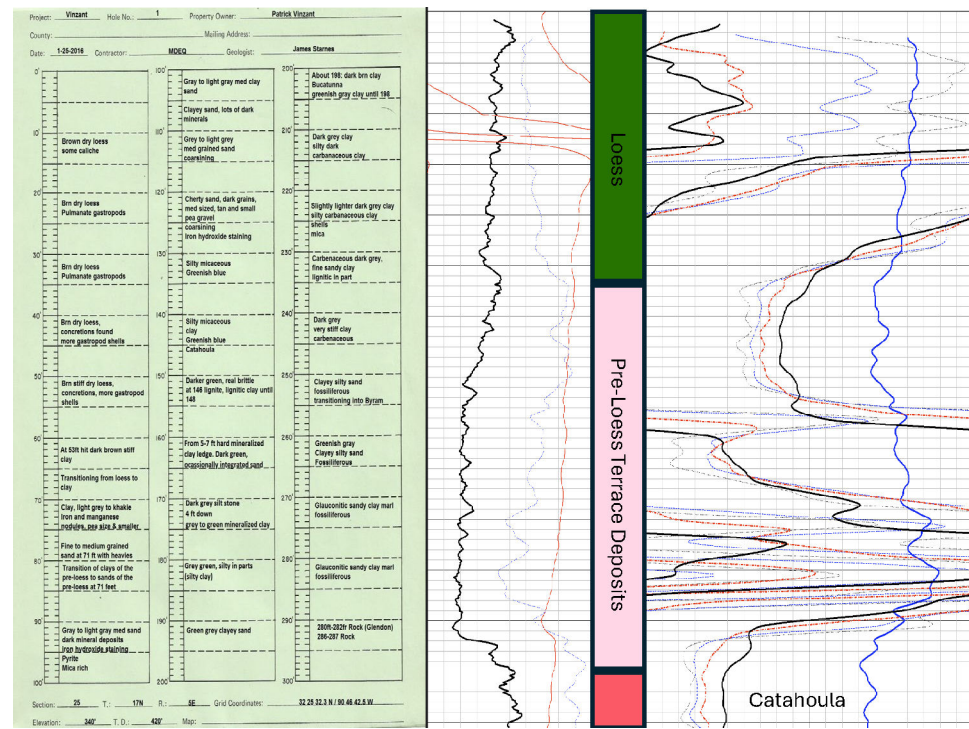 Project: Vinzant Hole No.: 1 Property Owner: Patrick Vinzant
County: Mailing Address:
Date: 1-25-2016 Contractor: MDEQ Geologist: James Starnes
0'
10
Brown dry loess
some caliche
20
Brn dry loess
Pulmanate gastropods
30
Brn dry loess
Pulmanate gastropods
40
Brn dry loess,
concretions found
more gastropod shells
50
Brn stiff dry loess,
concretions, more gastropod
shells
60
At 53ft hit dark brown stiff
clay
Transitioning from loess to
clay
70
Clay, light grey to khakie
Iron and manganese
nodules, pea size & smaller
Fine to medium grained
sand at 71 ft with heavies
80
Transition of clays of the
pre-loess to sands of the
pre-loess at 71 feet
90
Gray to light gray med sand
dark mineral deposits
iron hydroxide staining
Pyrite
Mica rich
100
100
Gray to light gray med clay
sand
Clayey sand, lots of dark
minerals
Grey to light grey
med grained sand
coarsining
120
Cherty sand, dark grains,
med sized, tan and small
pea gravel
coarsining
Iron hydroxide staining
130
Silty micaceous
Greenish blue
140
Silty micaceous
clay
Greenish blue
Catahoula
150
Darker green, real brittle
at 146 lignite, lignitic clay until
148
160
From 5-7 ft hard mineralized
clay ledge. Dark green,
ocassionally integrated sand
170
Dark grey silt stone
4 ft down
grey to green mineralized clay
180
Grey green, silty in parts
(silty clay)
190
Green grey clayey sand
200
200
About 198: dark brn clay
Bucatunna
greenish gray clay until 198
210
Dark grey clay
silty dark
carbanaceous clay
220
Slightly lighter dark grey clay
silty carbanaceous clay
shells
mica
230
Carbenaceous dark grey,
fine sandy clay
lignitic in part
240
Dark grey
very stiff clay
carbenaceous
250
Clayey silty sand
fossiliferous
transitioning into Byram
260
Greenish gray
Clayey silty sand
Fossiliferous
270
Glauconitic sandy clay marl
fossiliferous
280
Glauconitic sandy clay marl
fossiliferous
290
280ft-282fr Rock (Glendon)
286-287 Rock
300
Section: 25 T.: 17N R.: 5E Grid Coordinates: 32 25 32.3 N / 90 46 42.5 W
Elevation: 340' T. D.: 420' Map:
Loess
Pre-Loess Terrace Deposits
Catahoula